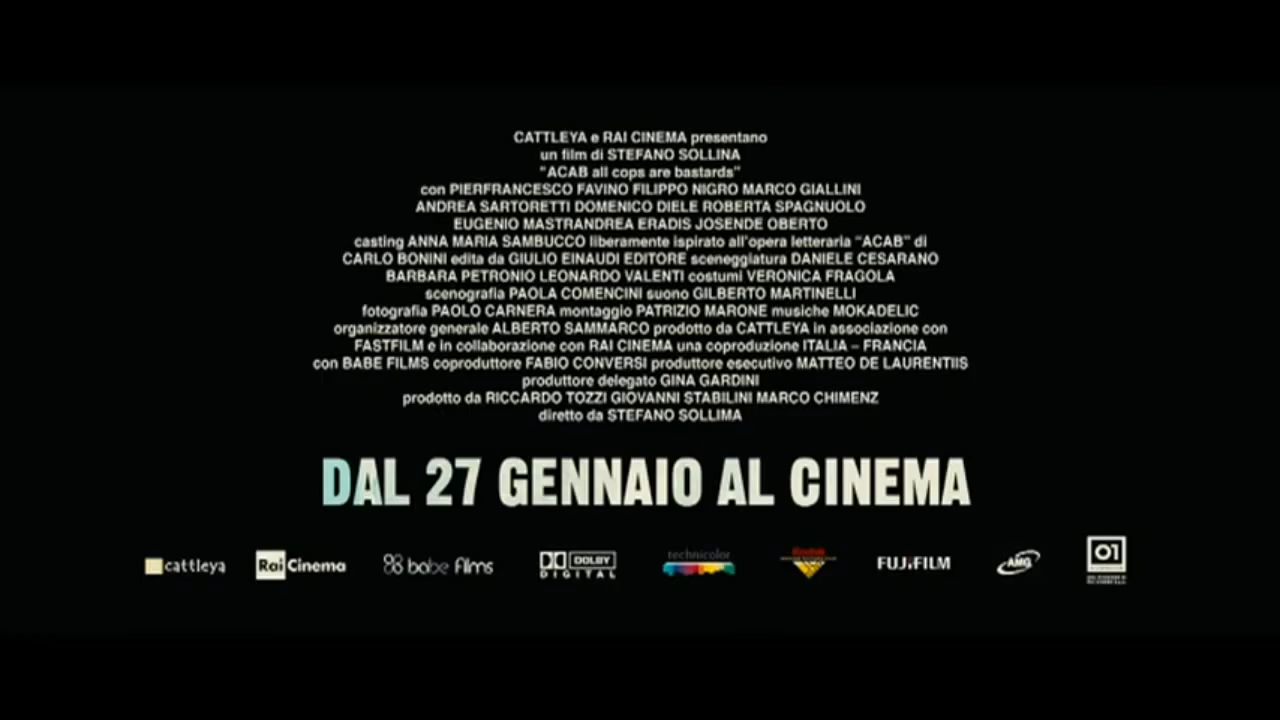 CATTLEYA e RAI CINEMA presentano
un film di STEFANO SOLLINA
"ACAB all cops are bastards"
con PIERFRANCESCO FAVINO FILIPPO NIGRO MARCO GIALLINI
ANDREA SARTORETTI DOMENICO DIELE ROBERTA SPAGNUOLO
EUGENIO MASTRANDREA ERADIS JOSENDE OBERTO
casting ANNA MARIA SAMBUCCO liberamente ispirato all'opera letteraria "ACAB" di
CARLO BONINI edita da GIULIO EINAUDI EDITORE sceneggiatura DANIELE CESARANO
BARBARA PETRONIO LEONARDO VALENTI costumi VERONICA FRAGOLA
scenografia PAOLA COMENCINI suono GILBERTO MARTINELLI
fotografia PAOLO CARNERA montaggio PATRIZIO MARONE musiche MOKADELIC
organizzatore generale ALBERTO SAMMARCO prodotto da CATTLEYA in associazione con
FASTFILM e in collaborazione con RAI CINEMA una coproduzione ITALIA – FRANCIA
con BABE FILMS coproduttore FABIO CONVERSI produttore esecutivo MATTEO DE LAURENTIIS
produttore delegato GINA GARDINI
prodotto da RICCARDO TOZZI GIOVANNI STABILINI MARCO CHIMENZ
diretto da STEFANO SOLLIMA
DAL 27 GENNAIO AL CINEMA
cattleya Rai Cinema babe films DOLBY DIGITAL technicolor Kodak FUJIFILM AMG 01